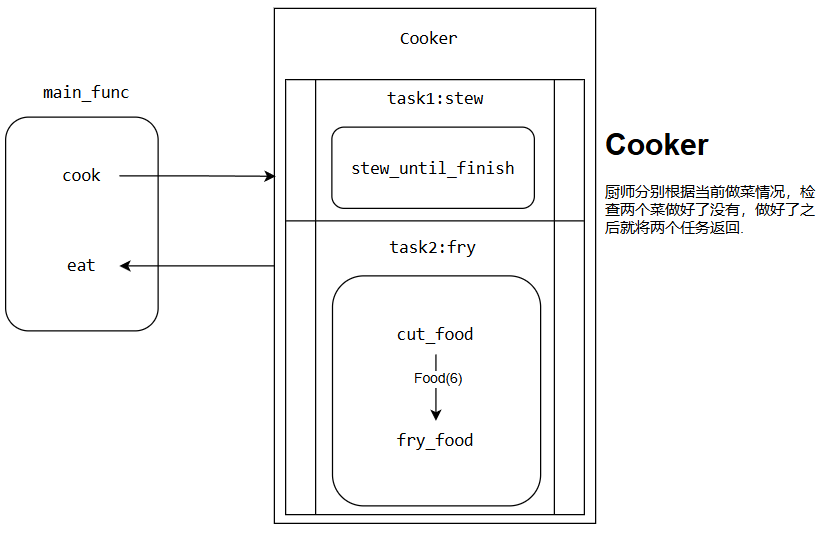 main_func
cook
eat
Cooker
task1:stew
stew_until_finish
task2:fry
cut_food
Food(6)
fry_food
Cooker
厨师分别根据当前做菜情况，检
查两个菜做好了没有，做好了之
后就将两个任务返回.